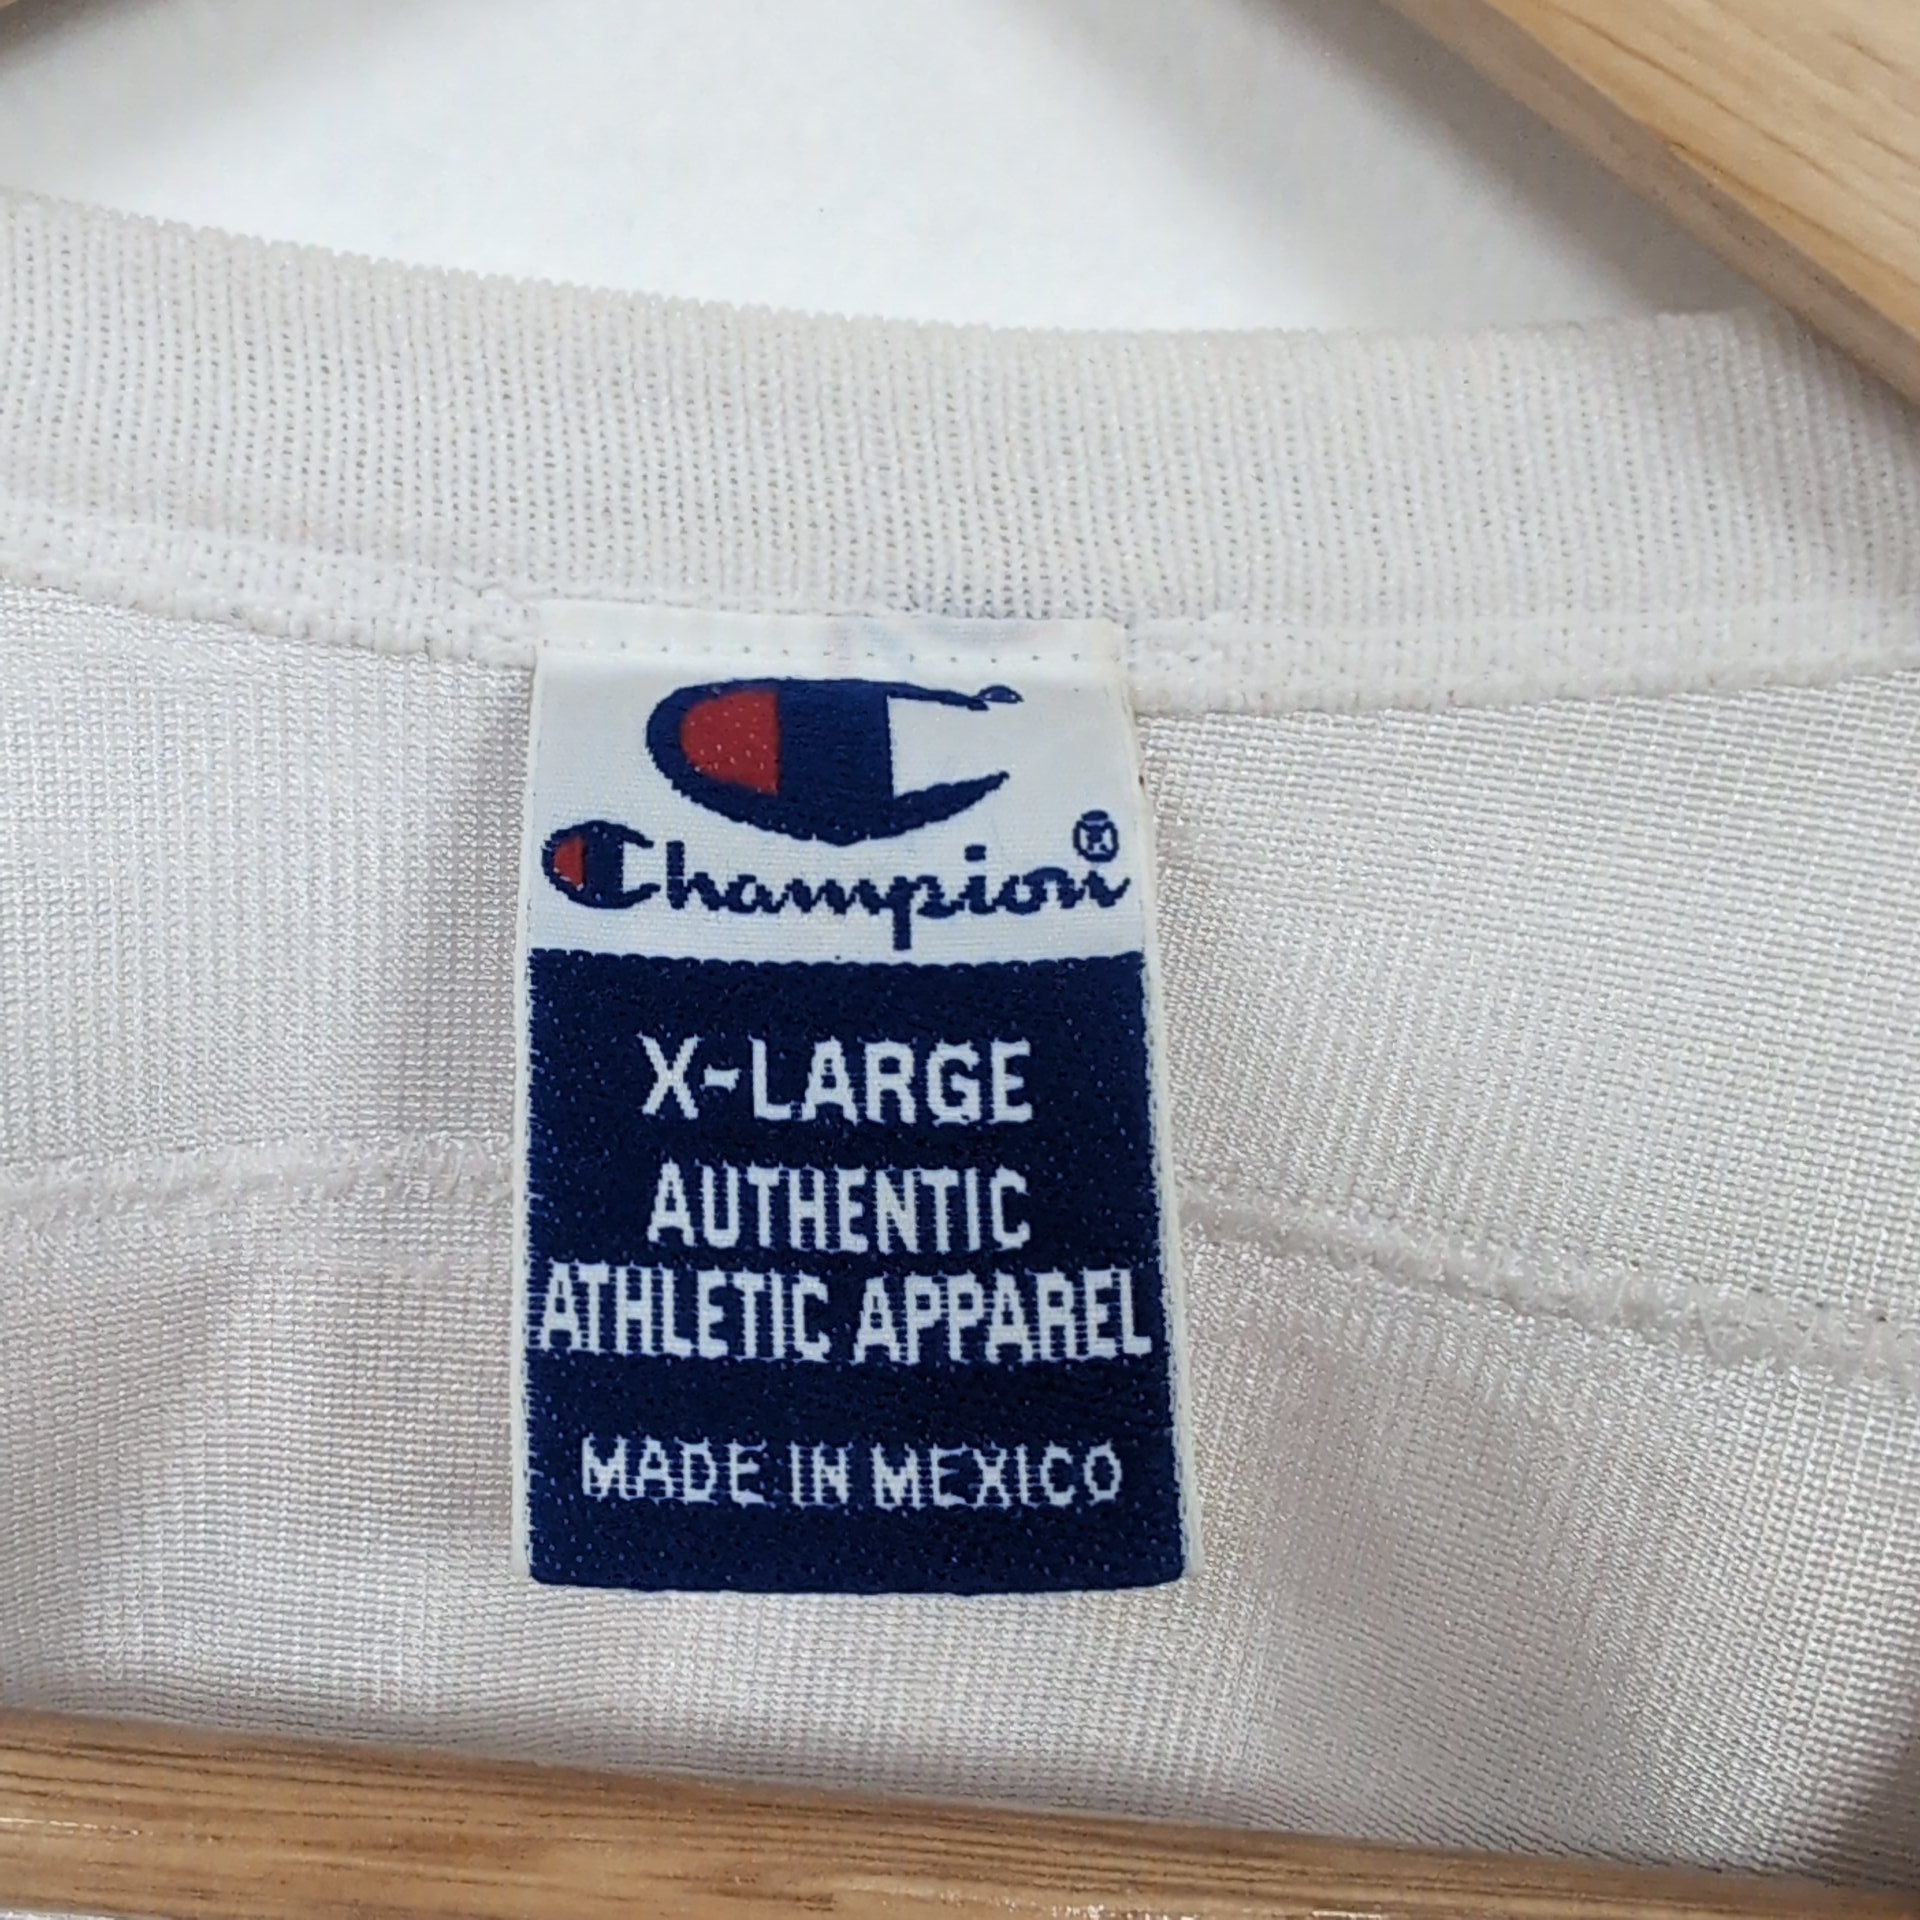 Champion®
X-LARGE
AUTHENTIC
ATHLETIC APPAREL
MADE IN MEXICO